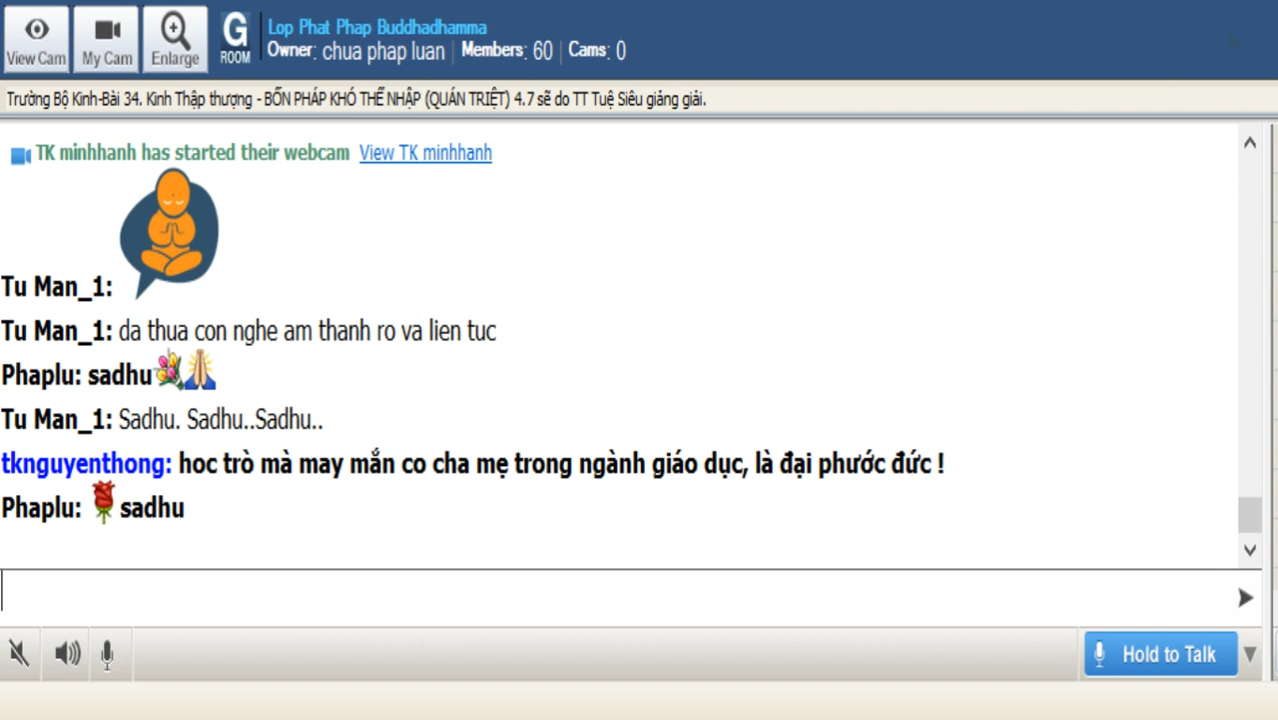 View Cam
My Cam
Enlarge
G
ROOM
Lop Phat Phap Buddhadhamma
Owner: chua phap luan | Members: 60 | Cams: 0
Trường Bộ Kinh-Bài 34. Kinh Thập thượng - BỐN PHÁP KHÓ THỂ NHẬP (QUÁN TRIỆT) 4.7 sẽ do TT Tuệ Siêu giảng giải.
TK minhhanh has started their webcam View TK minhhanh
Tu Man_1:
Tu Man_1: da thua con nghe am thanh ro va lien tuc
Phaplu: sadhu
Tu Man_1: Sadhu. Sadhu..Sadhu..
tknguyenthong: hoc trò mà may mắn co cha mẹ trong ngành giáo dục, là đại phước đức !
Phaplu: sadhu
Hold to Talk